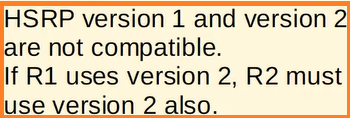 HSRP version 1 and version 2
are not compatible.
If R1 uses version 2, R2 must
use version 2 also.